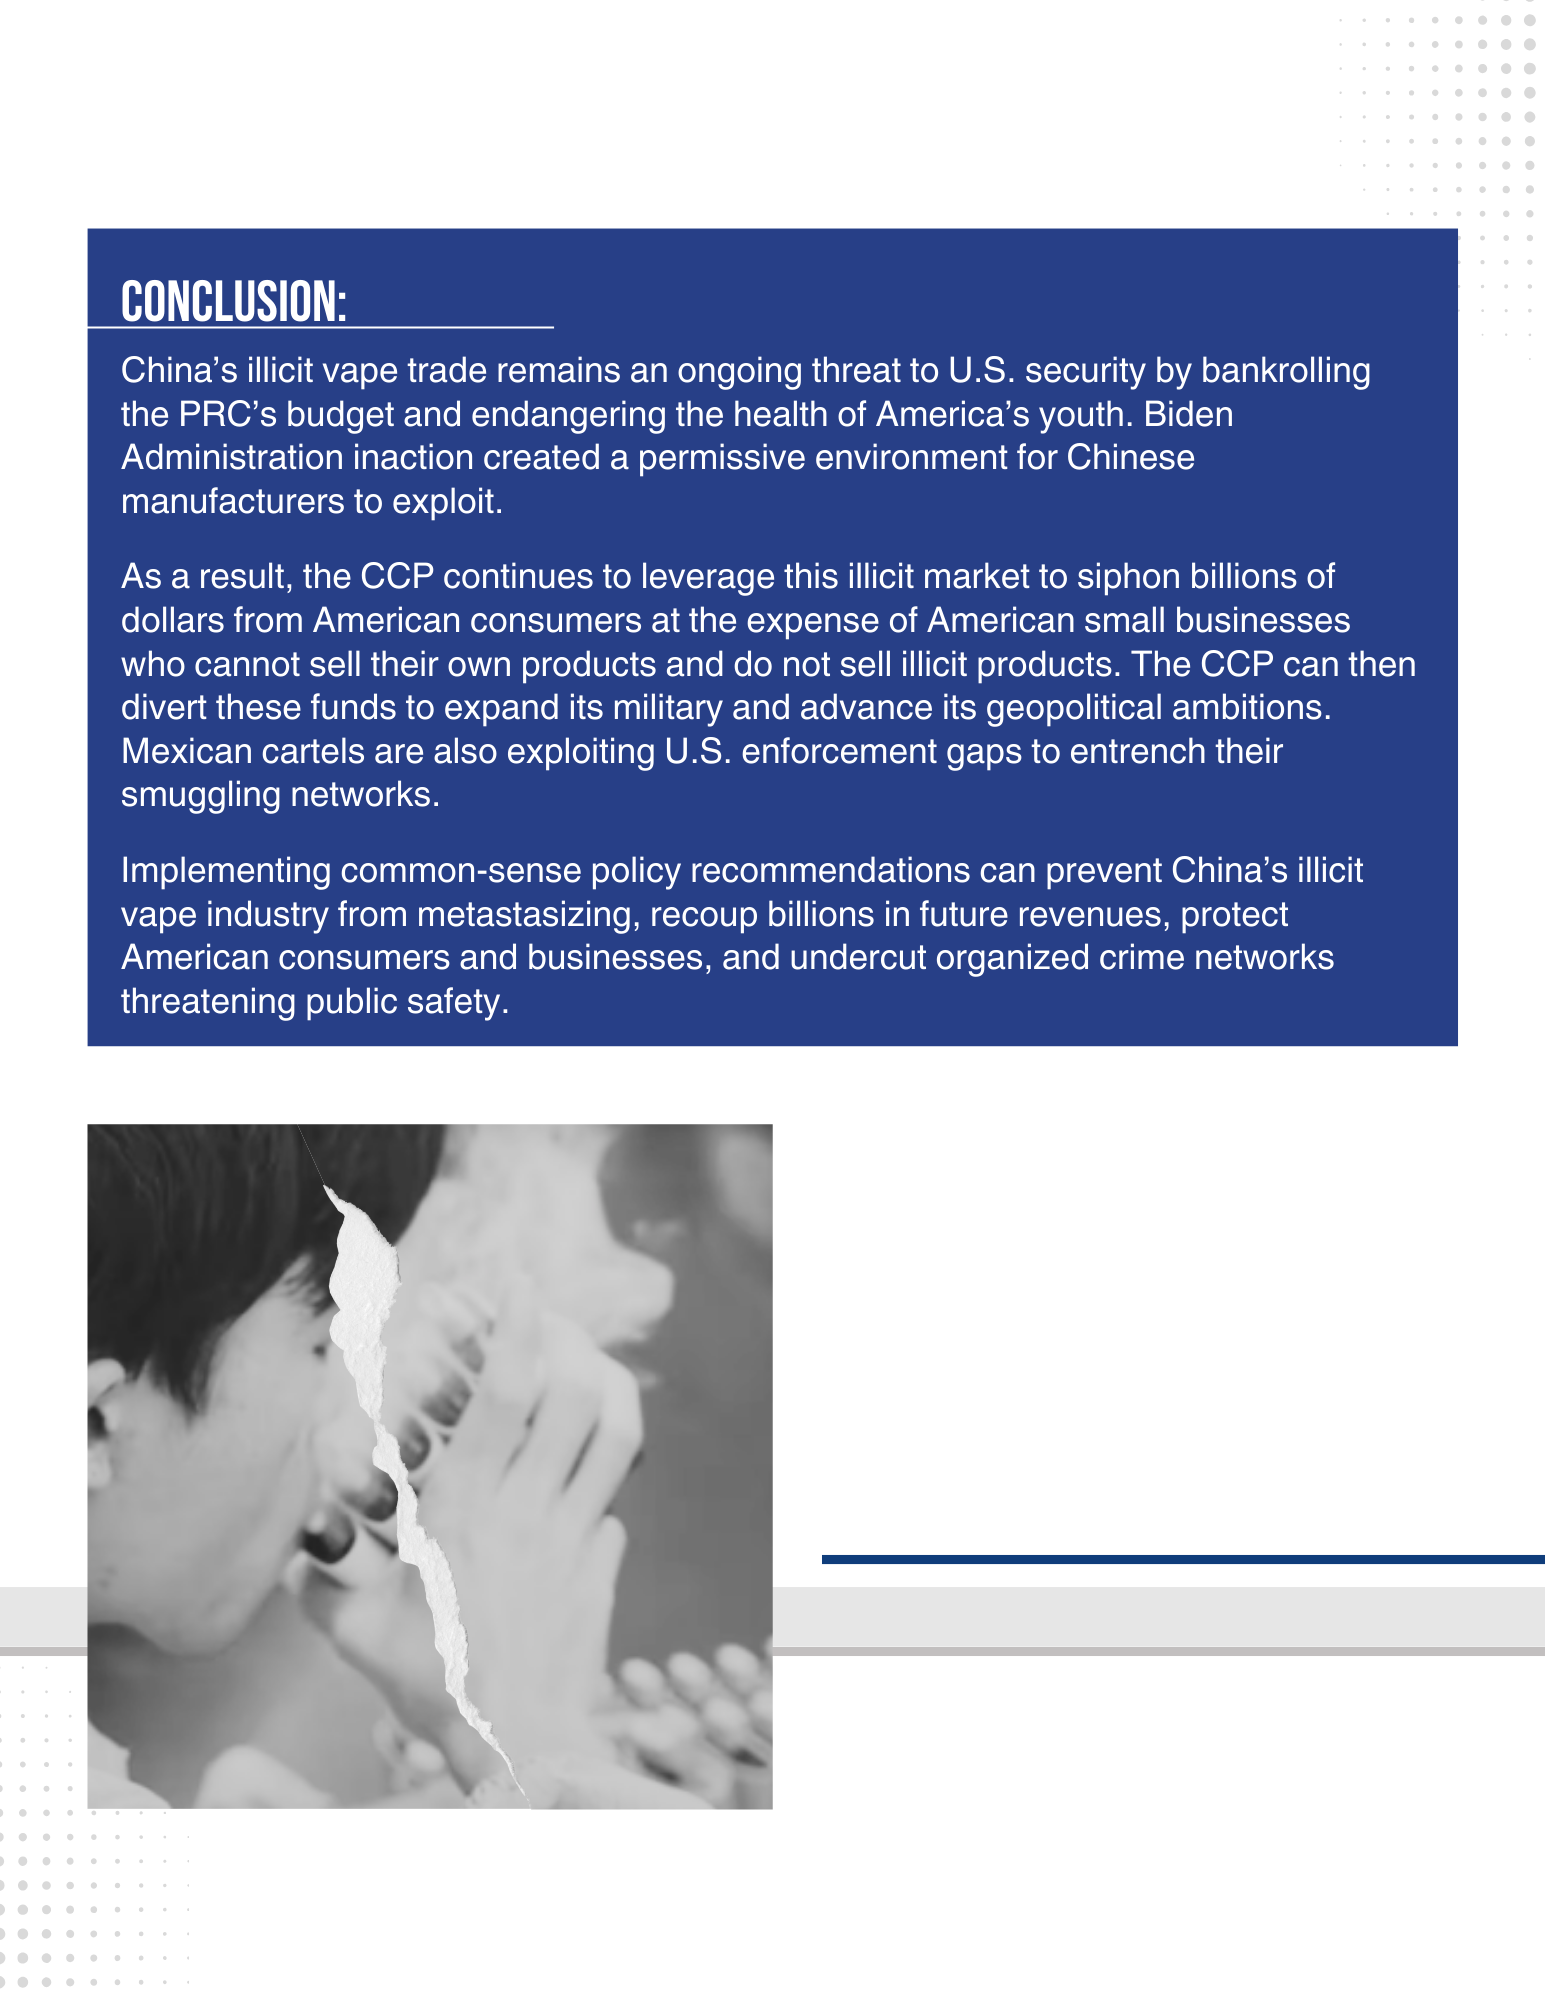 CONCLUSION:
China’s illicit vape trade remains an ongoing threat to U.S. security by bankrolling
the PRC’s budget and endangering the health of America’s youth. Biden
Administration inaction created a permissive environment for Chinese
manufacturers to exploit.
As a result, the CCP continues to leverage this illicit market to siphon billions of
dollars from American consumers at the expense of American small businesses
who cannot sell their own products and do not sell illicit products. The CCP can then
divert these funds to expand its military and advance its geopolitical ambitions.
Mexican cartels are also exploiting U.S. enforcement gaps to entrench their
smuggling networks.
Implementing common-sense policy recommendations can prevent China’s illicit
vape industry from metastasizing, recoup billions in future revenues, protect
American consumers and businesses, and undercut organized crime networks
threatening public safety.